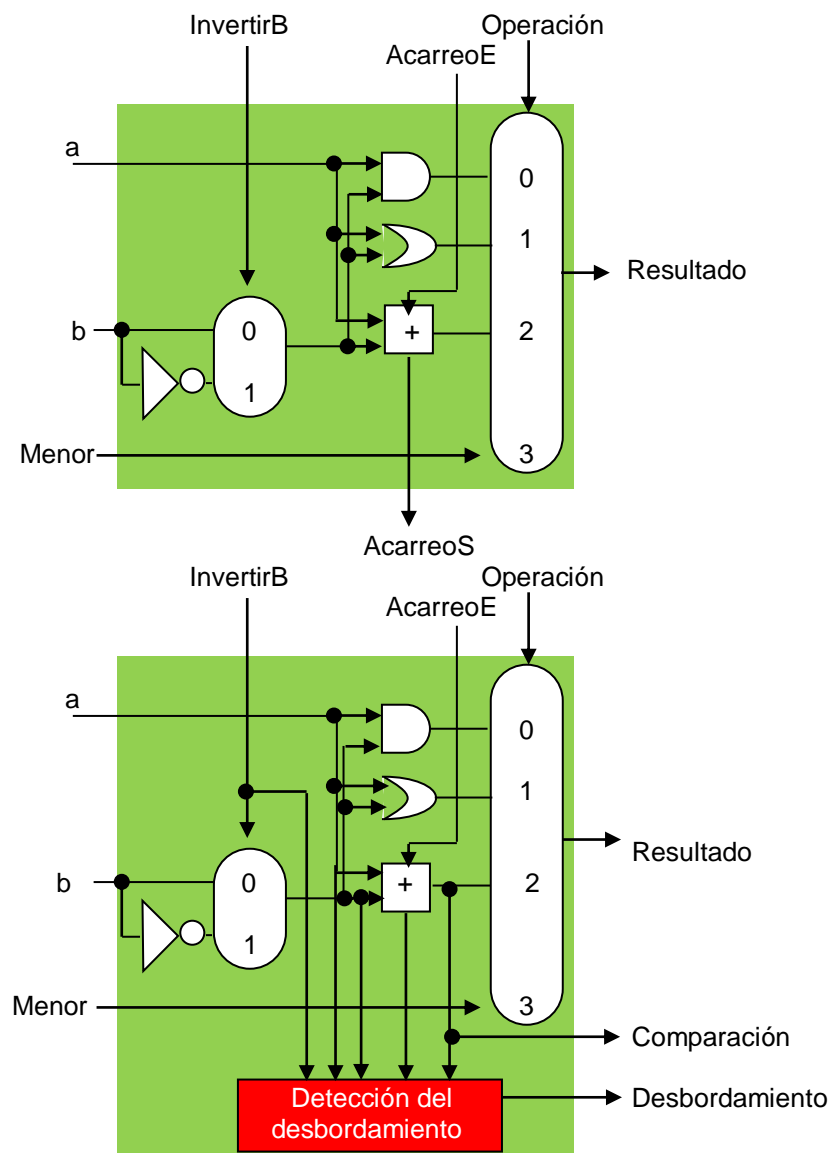 InvertirB
Operación
AcarreoE
a
0
1
Resultado
b
0
+
2
1
Menor
3
AcarreoS
InvertirB
Operación
AcarreoE
a
0
1
Resultado
b
0
+
2
1
Menor
3
Comparación
Detección del
desbordamiento
Desbordamiento